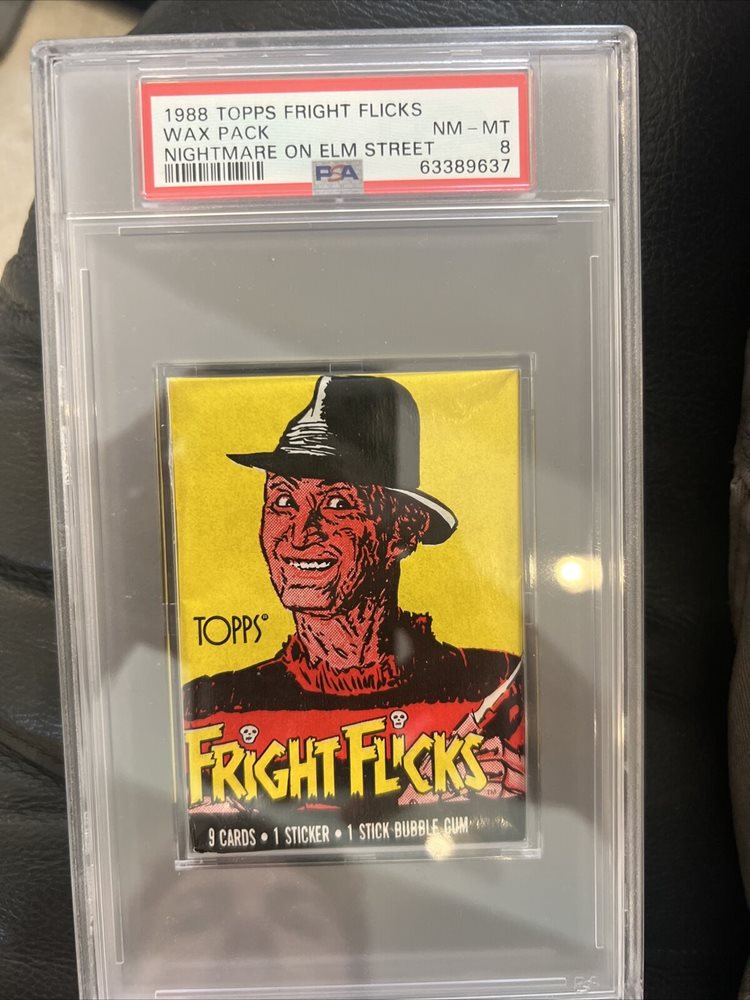 1988 TOPPS FRIGHT FLICKS
WAX PACK NM-MT
NIGHTMARE ON ELM STREET 8
PSA 63389637
TOPPS®
FRIGHT FLICKS
9 CARDS • 1 STICKER • 1 STICK BUBBLE GUM